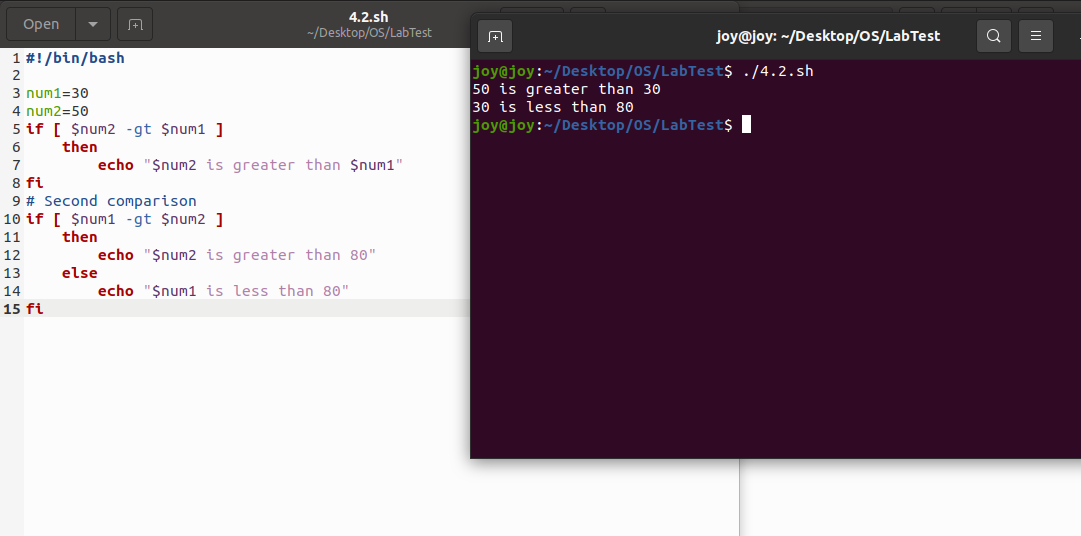 Open
4.2.sh
~/Desktop/OS/LabTest
1 #!/bin/bash
2
3 num1=30
4 num2=50
5 if [ $num2 -gt $num1 ]
6     then
7         echo "$num2 is greater than $num1"
8 fi
9 # Second comparison
10 if [ $num1 -gt $num2 ]
11     then
12         echo "$num2 is greater than 80"
13     else
14         echo "$num1 is less than 80"
15 fi
joy@joy: ~/Desktop/OS/LabTest
joy@joy:~/Desktop/OS/LabTest$ ./4.2.sh
50 is greater than 30
30 is less than 80
joy@joy:~/Desktop/OS/LabTest$